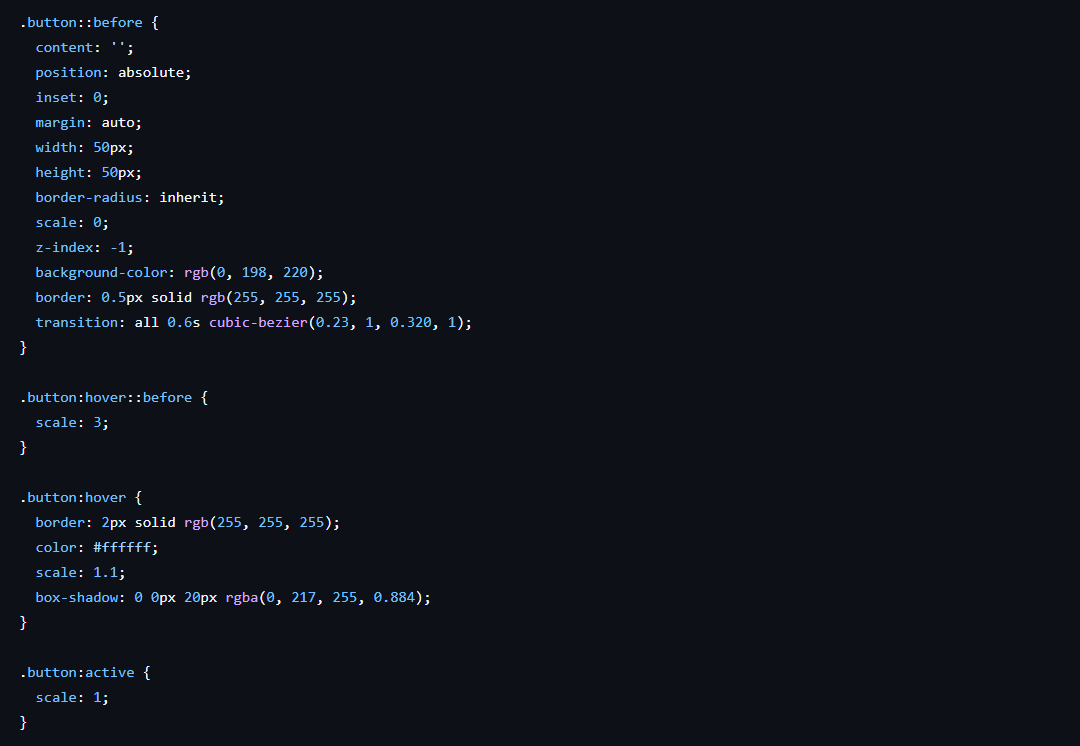 .button::before {
  content: '';
  position: absolute;
  inset: 0;
  margin: auto;
  width: 50px;
  height: 50px;
  border-radius: inherit;
  scale: 0;
  z-index: -1;
  background-color: rgb(0, 198, 220);
  border: 0.5px solid rgb(255, 255, 255);
  transition: all 0.6s cubic-bezier(0.23, 1, 0.320, 1);
}

.button:hover::before {
  scale: 3;
}

.button:hover {
  border: 2px solid rgb(255, 255, 255);
  color: #ffffff;
  scale: 1.1;
  box-shadow: 0 0px 20px rgba(0, 217, 255, 0.884);
}

.button:active {
  scale: 1;
}